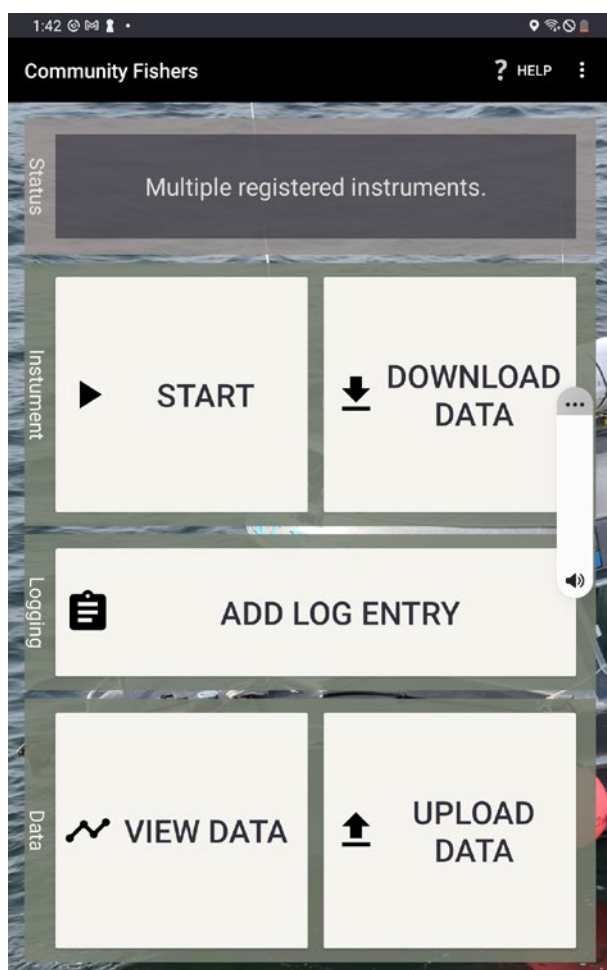 1:42
Community Fishers
? HELP
Status
Multiple registered instruments.
Instument
START
DOWNLOAD
DATA
Logging
ADD LOG ENTRY
Data
VIEW DATA
UPLOAD
DATA